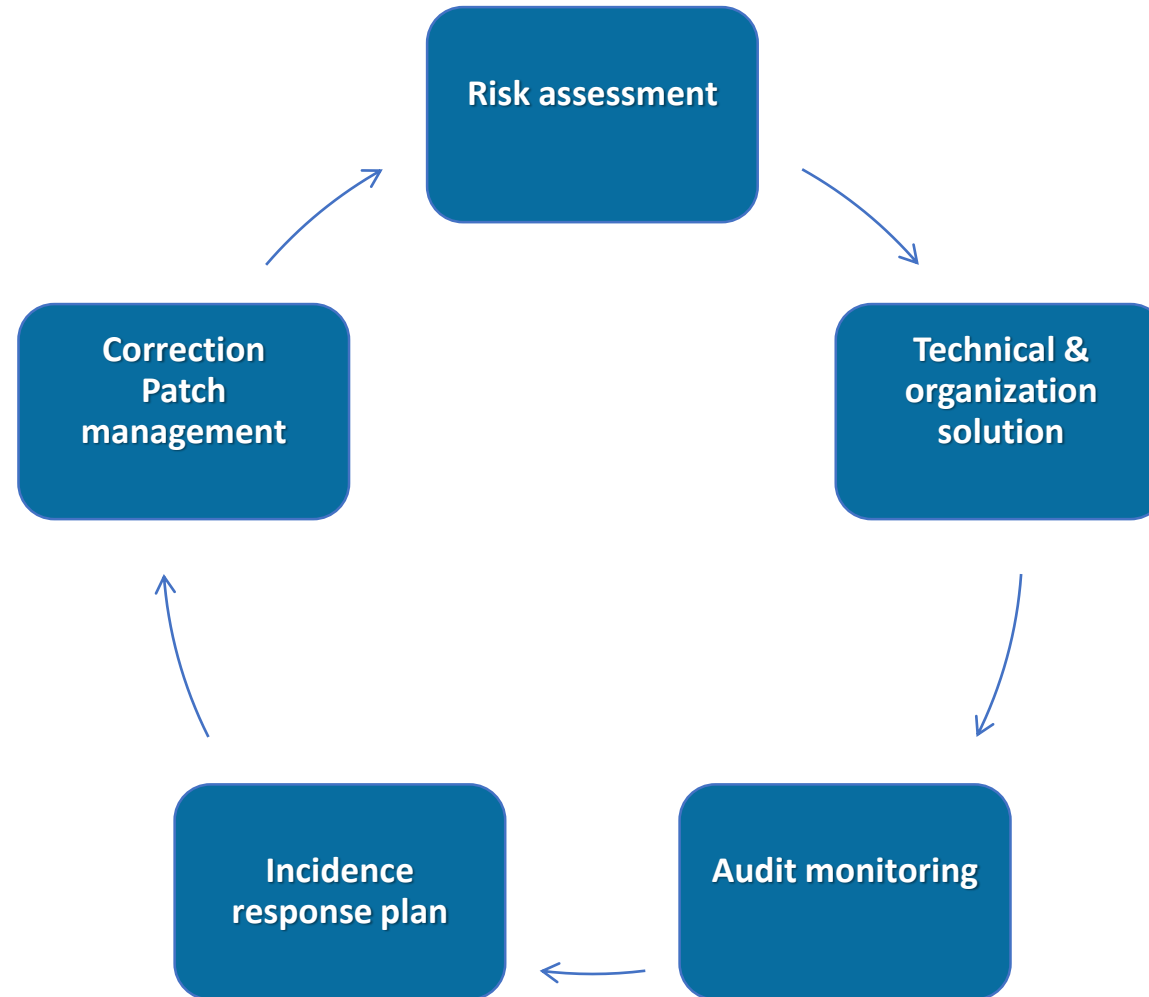 Risk assessment
Technical &
organization
solution
Audit monitoring
Incidence
response plan
Correction
Patch
management